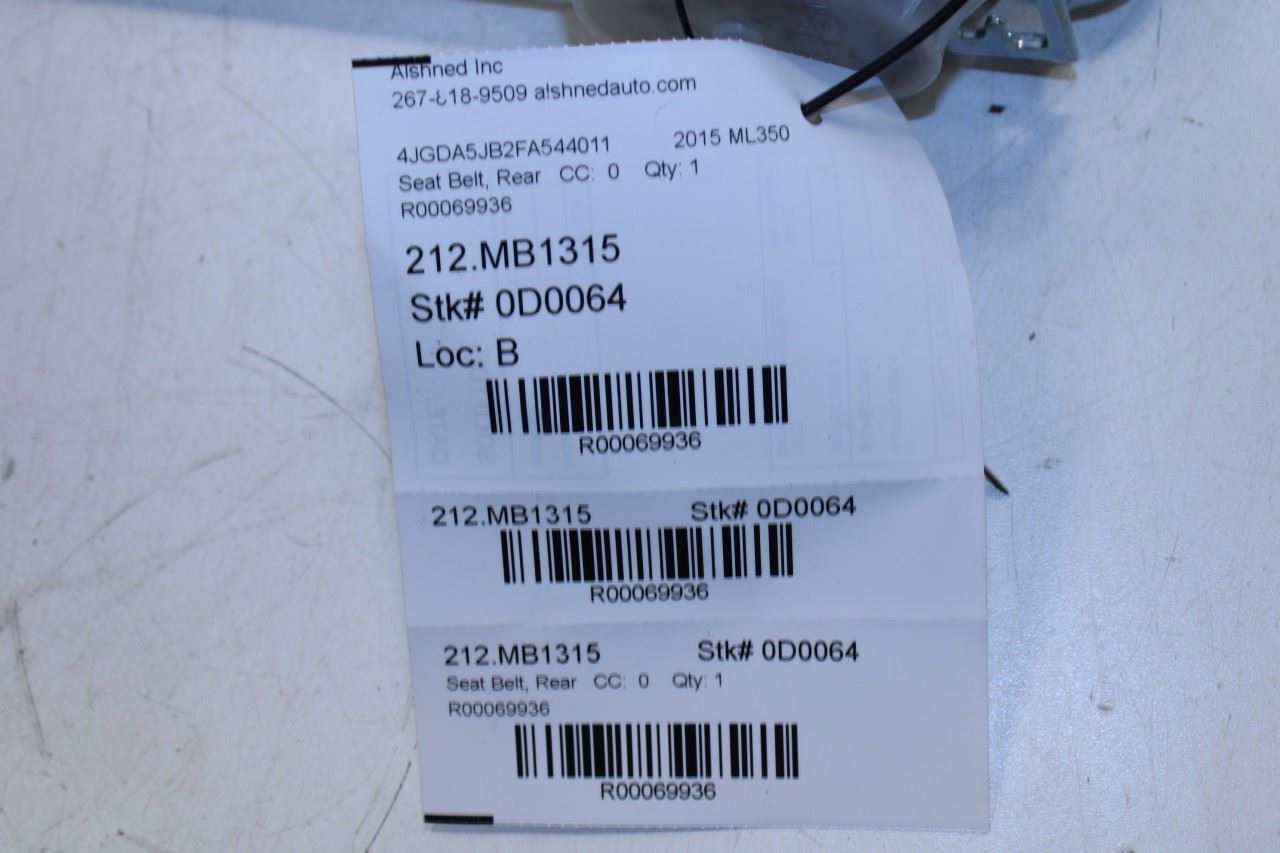 Alshned Inc
267-818-9509 alshnedauto.com
4JGDA5JB2FA544011 2015 ML350
Seat Belt, Rear CC: 0 Qty: 1
R00069936
212.MB1315
Stk# 0D0064
Loc: B
R00069936
212.MB1315 Stk# 0D0064
R00069936
212.MB1315 Stk# 0D0064
Seat Belt, Rear CC: 0 Qty: 1
R00069936
R00069936